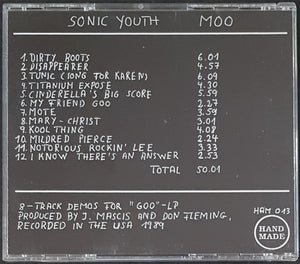 SONIC YOUTH MOO
1. DIRTY BOOTS 6.01
2. DISAPPEARER 4.57
3. TUNIC (SONG FOR KAREN) 6.09
4. TITANIUM EXPOSE 4.30
5. CINDERELLA'S BIG SCORE 5.59
6. MY FRIEND GOO 2.27
7. MOTE 3.59
8. MARY-CHRIST 3.01
9. KOOL THING 4.08
10. MILDRED PIERCE 2.24
11. NOTORIOUS ROCKIN' LEE 3.33
12. I KNOW THERE'S AN ANSWER 2.53
TOTAL 50.01
8-TRACK DEMOS FOR "GOO"-LP
PRODUCED BY J. MASCIS AND DON FLEMING,
RECORDED IN THE USA 1989
HAM 013
HAND
MADE